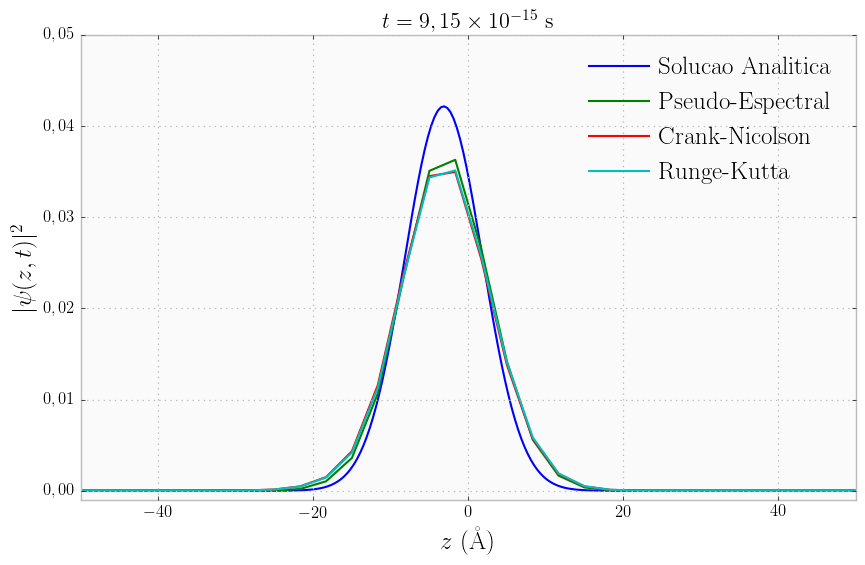 t = 9, 15 × 10⁻¹⁵ s
0, 05
0, 04
0, 03
0, 02
0, 01
0, 00
|ψ(z, t)|²
Solucao Analitica
Pseudo-Espectral
Crank-Nicolson
Runge-Kutta
−40 −20 0 20 40
z (Å)